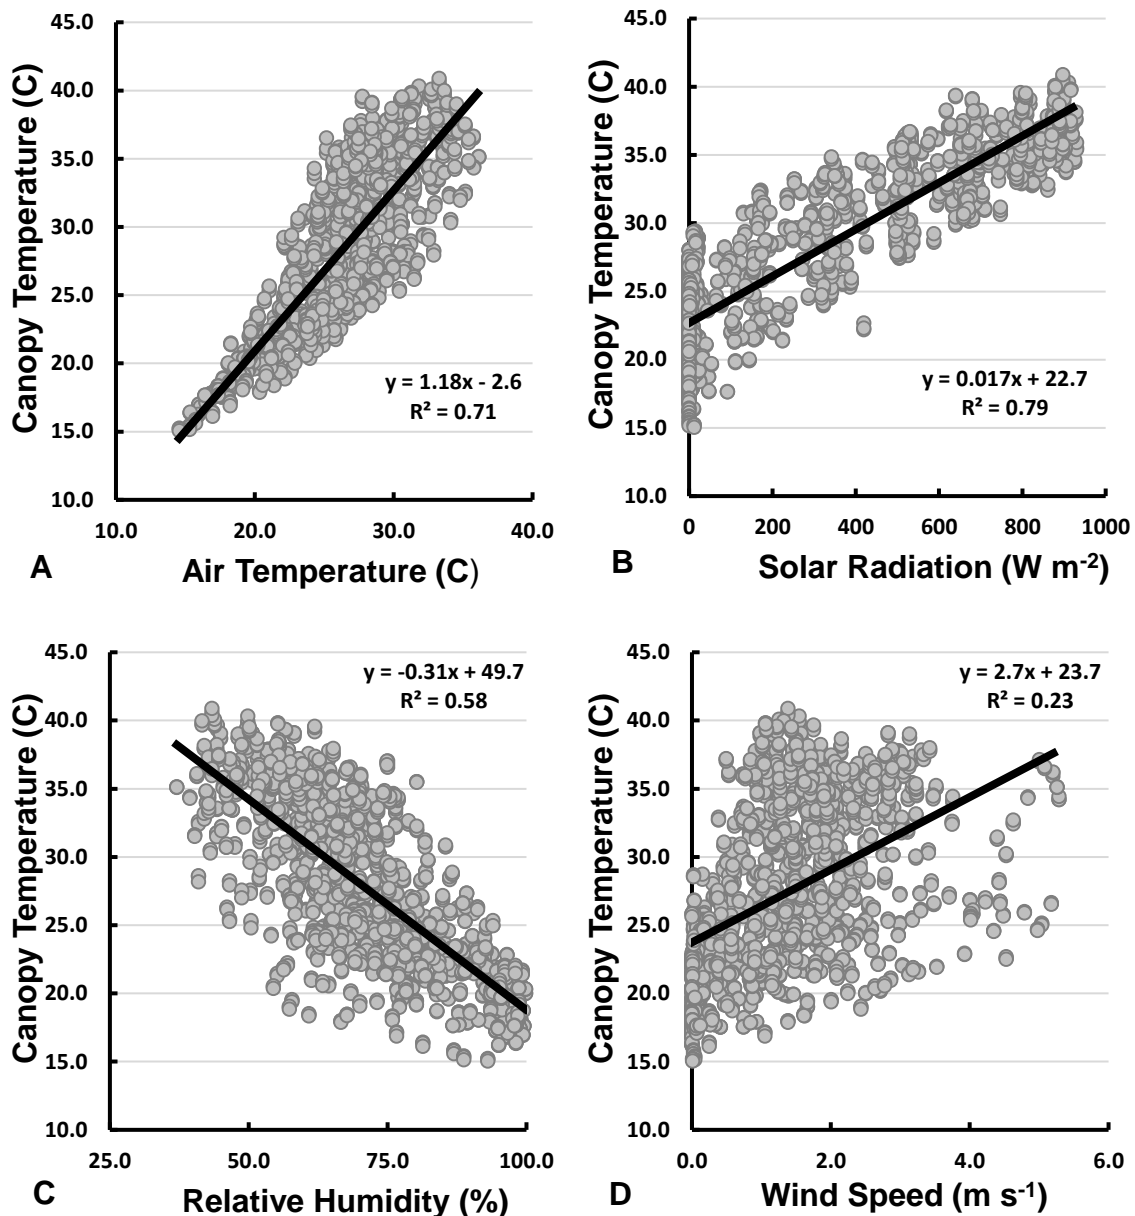 45.0
40.0
35.0
30.0
25.0
20.0
15.0
10.0
Canopy Temperature (C)
y = 1.18x - 2.6
R² = 0.71
10.0 20.0 30.0 40.0
A
Air Temperature (C)
45.0
40.0
35.0
30.0
25.0
20.0
15.0
10.0
Canopy Temperature (C)
y = 0.017x + 22.7
R² = 0.79
0 200 400 600 800 1000
B
Solar Radiation (W m-2)
45.0
40.0
35.0
30.0
25.0
20.0
15.0
10.0
Canopy Temperature (C)
y = -0.31x + 49.7
R² = 0.58
25.0 50.0 75.0 100.0
C
Relative Humidity (%)
45.0
40.0
35.0
30.0
25.0
20.0
15.0
10.0
Canopy Temperature (C)
y = 2.7x + 23.7
R² = 0.23
0.0 2.0 4.0 6.0
D
Wind Speed (m s-1)